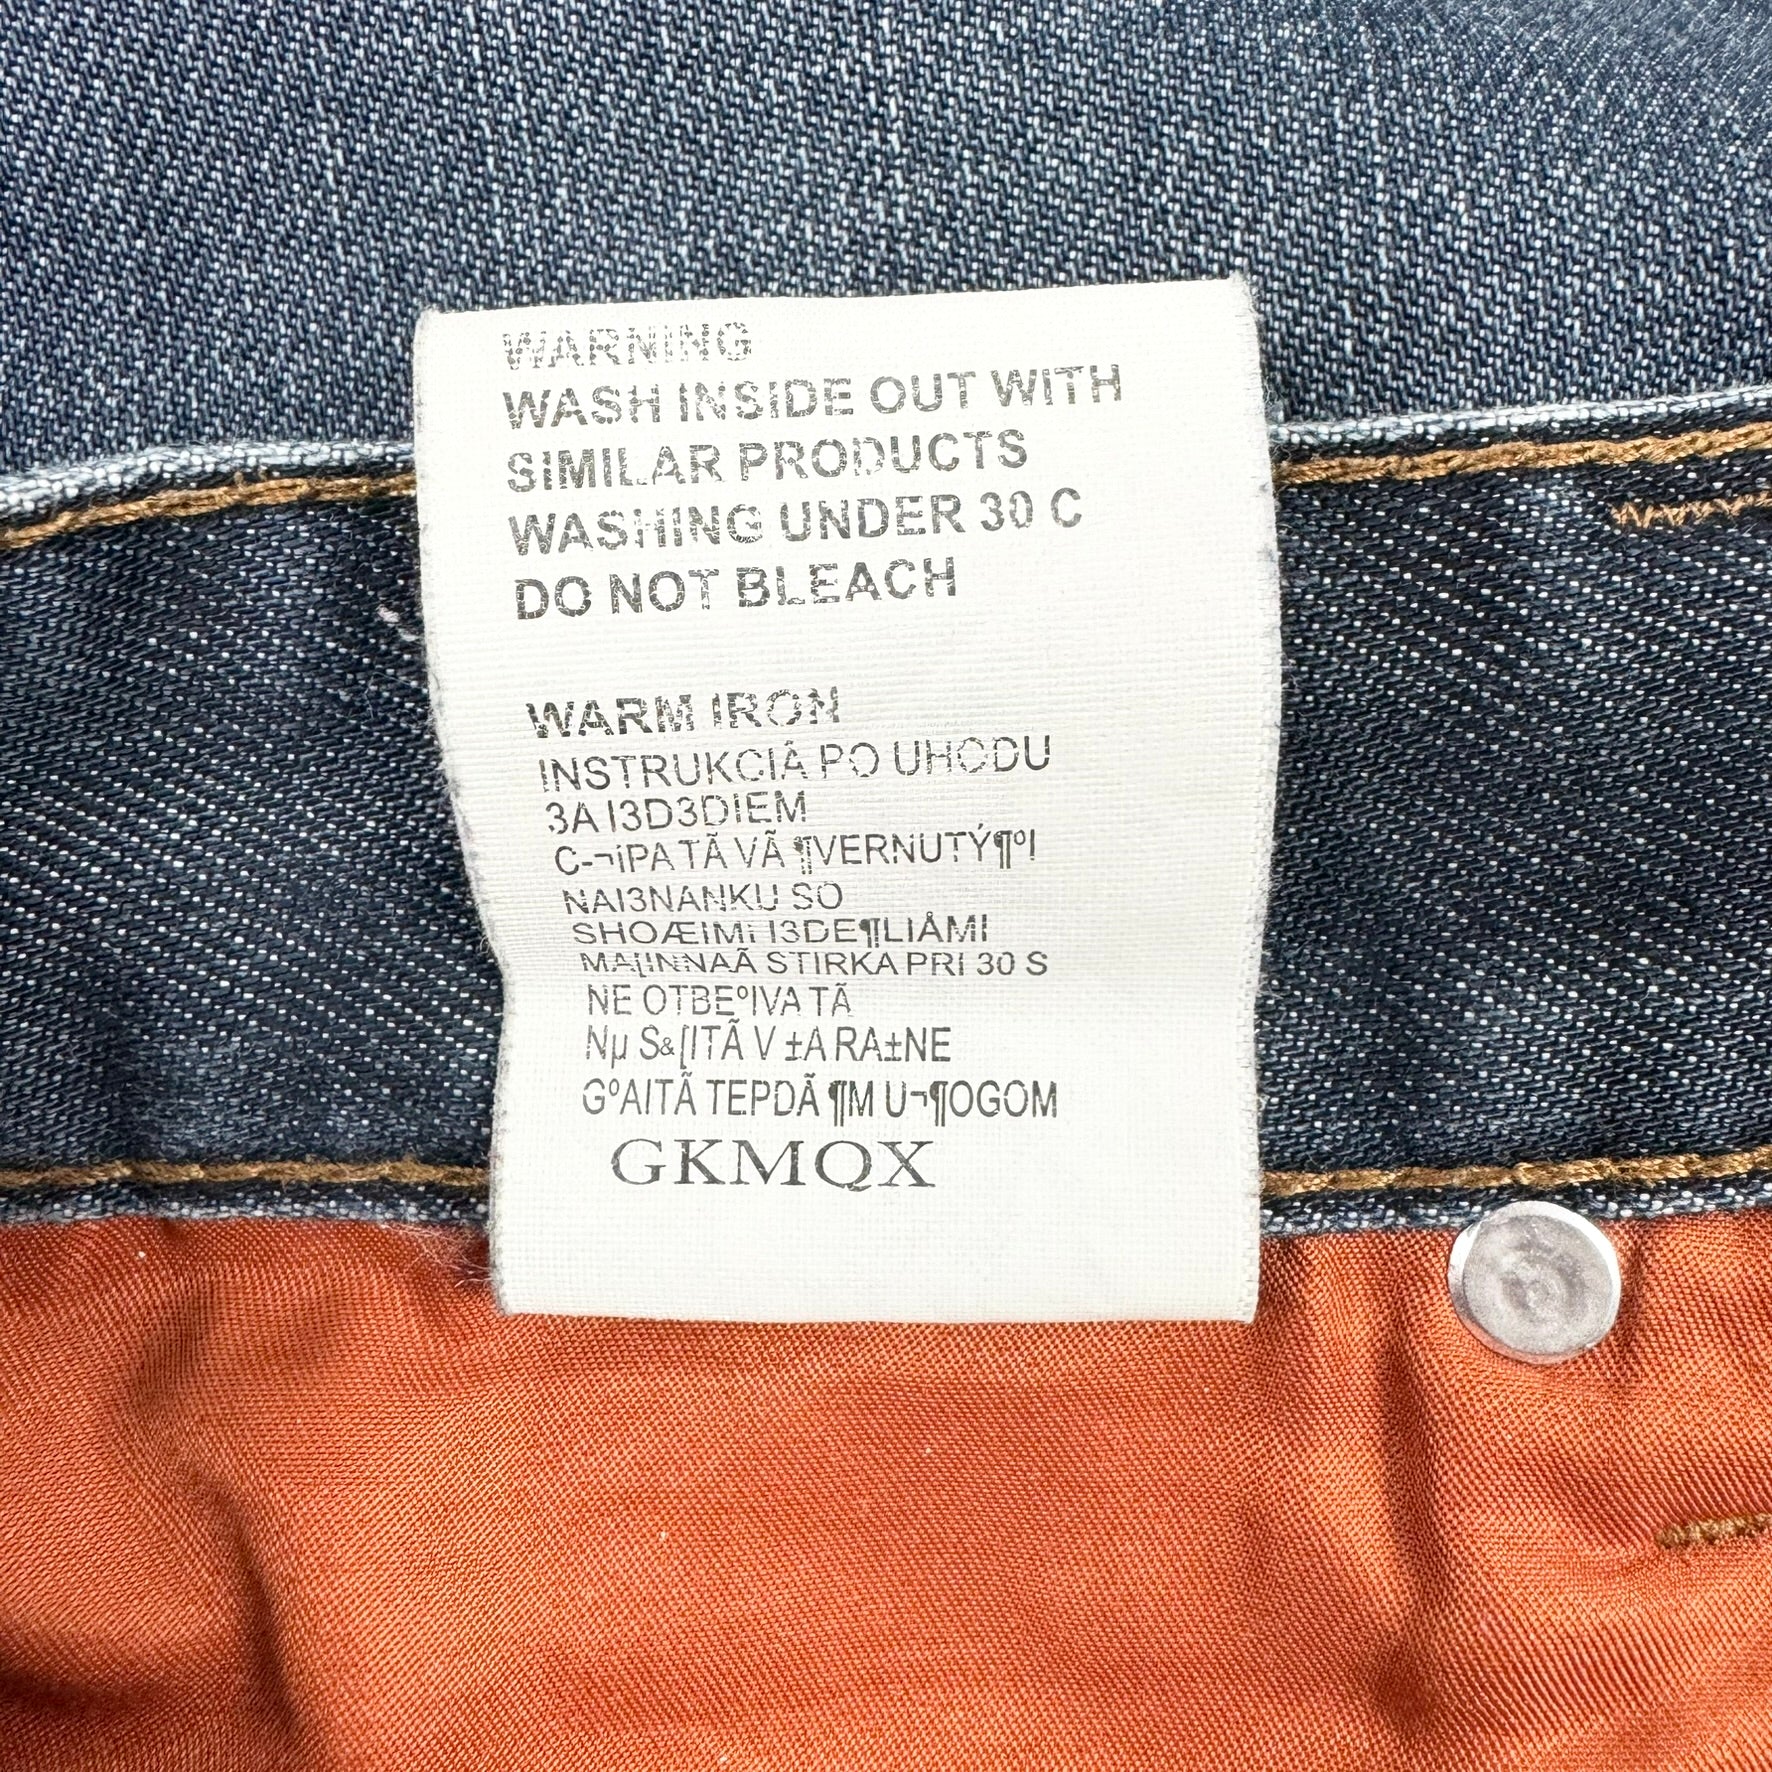 WARNING
WASH INSIDE OUT WITH
SIMILAR PRODUCTS
WASHING UNDER 30 C
DO NOT BLEACH
WARM IRON
INSTRUKCIÂ PO UHODU
3A I3D3DIEM
C-¬IPA TÃ VÃ ¶VERNUTÝ¶ºI
NAI3NANKU SO
SHOÆIMI I3DE¶LIÅMI
MA[INNAÃ STIRKA PRI 30 S
NE OTBEºIVA TÃ
Nµ S&[ITÃ V ±A RA±NE
GºAITÃ TEPDÃ ¶M U¬¶OGOM
GKMQX